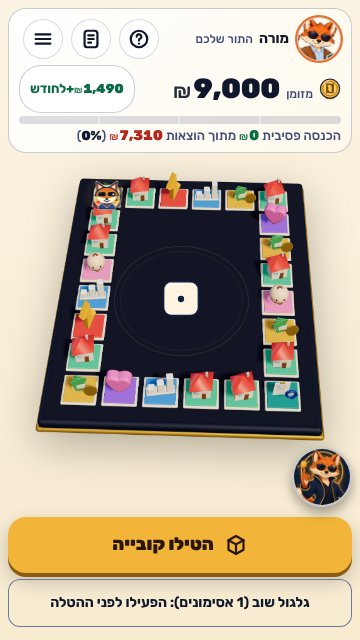 מורה התור שלכם
מזומן 9,000 ₪
+1,490₪לחודש
הכנסה פסיבית 0 ₪ מתוך הוצאות 7,310 ₪ (0%)
הטילו קובייה
גלגול שוב (1 אסימונים): הפעילו לפני ההטלה